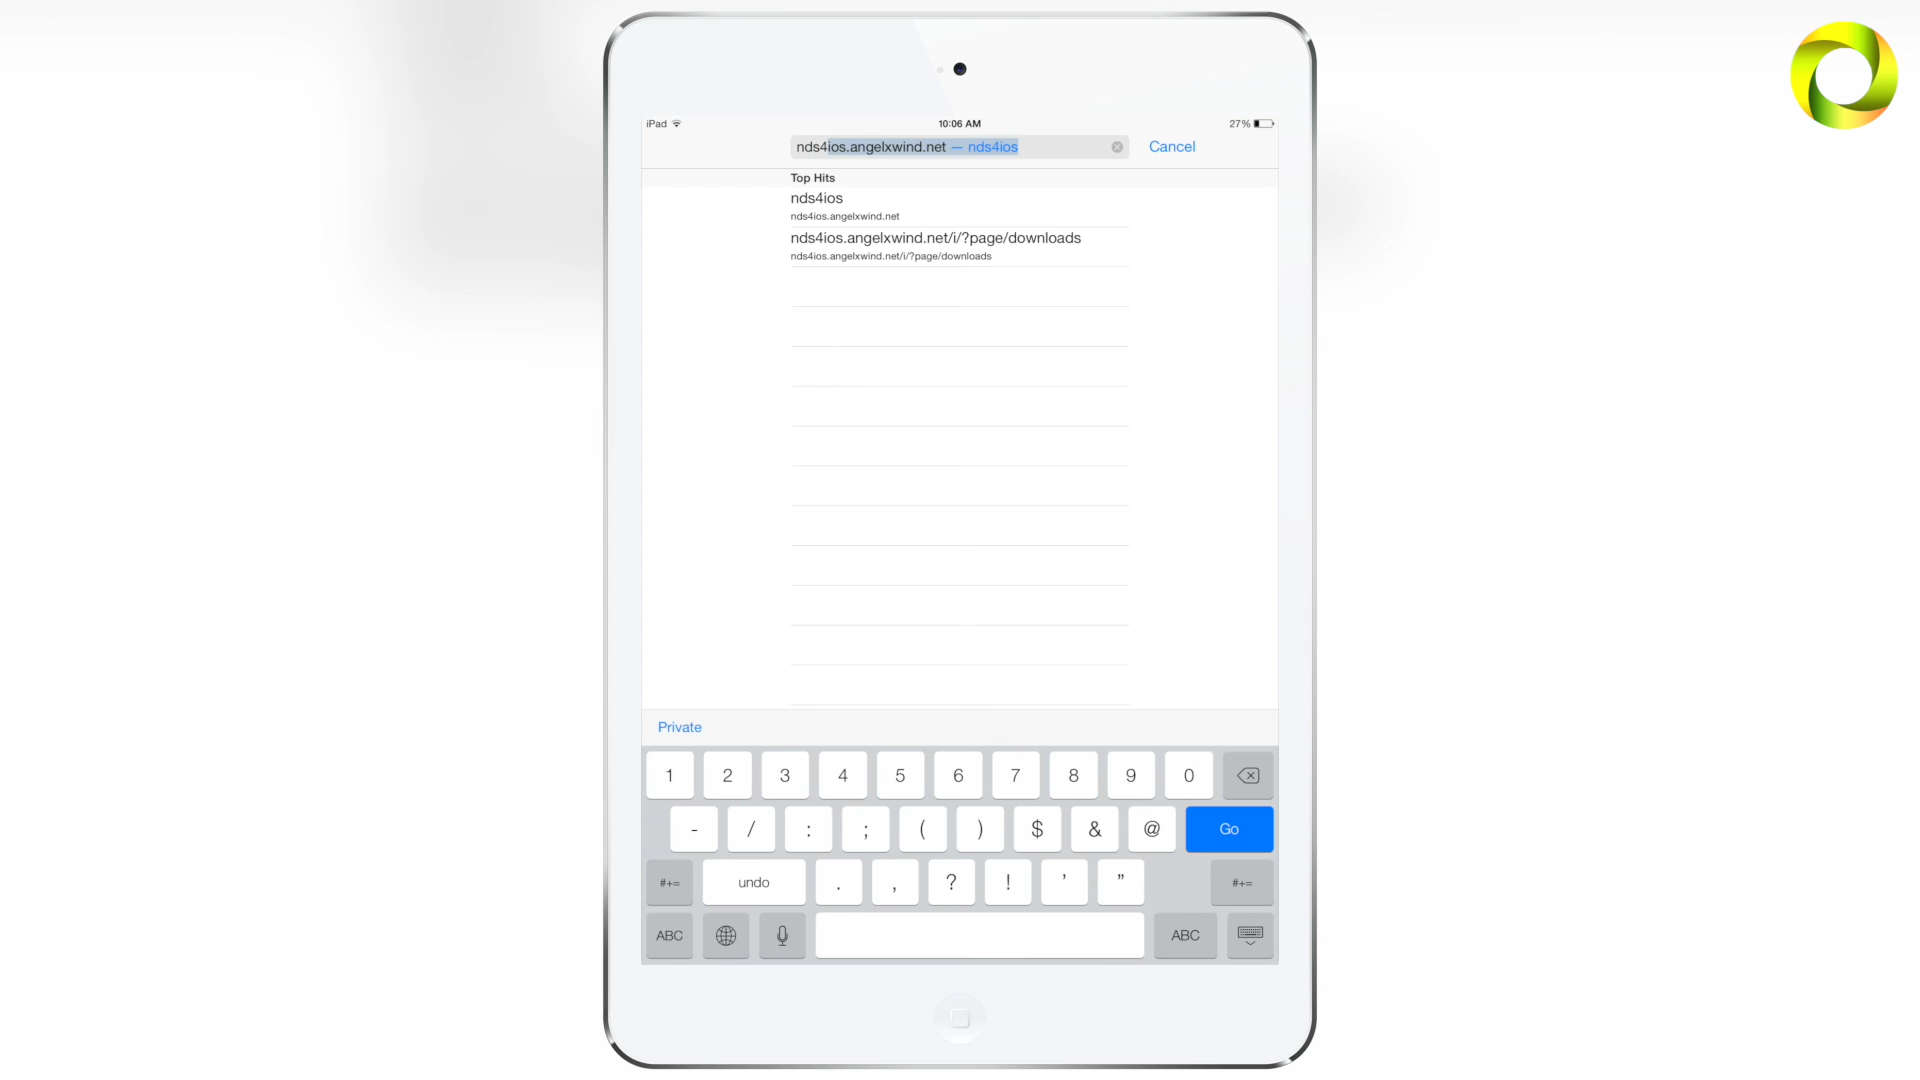 iPad 10:06 AM 27%
nds4ios.angelxwind.net — nds4ios Cancel
Top Hits
nds4ios
nds4ios.angelxwind.net
nds4ios.angelxwind.net/i/?page/downloads
nds4ios.angelxwind.net/i/?page/downloads
Private
1 2 3 4 5 6 7 8 9 0
- / : ; ( ) $ & @ Go
#+= undo . , ? ! ' " #+=
ABC ABC